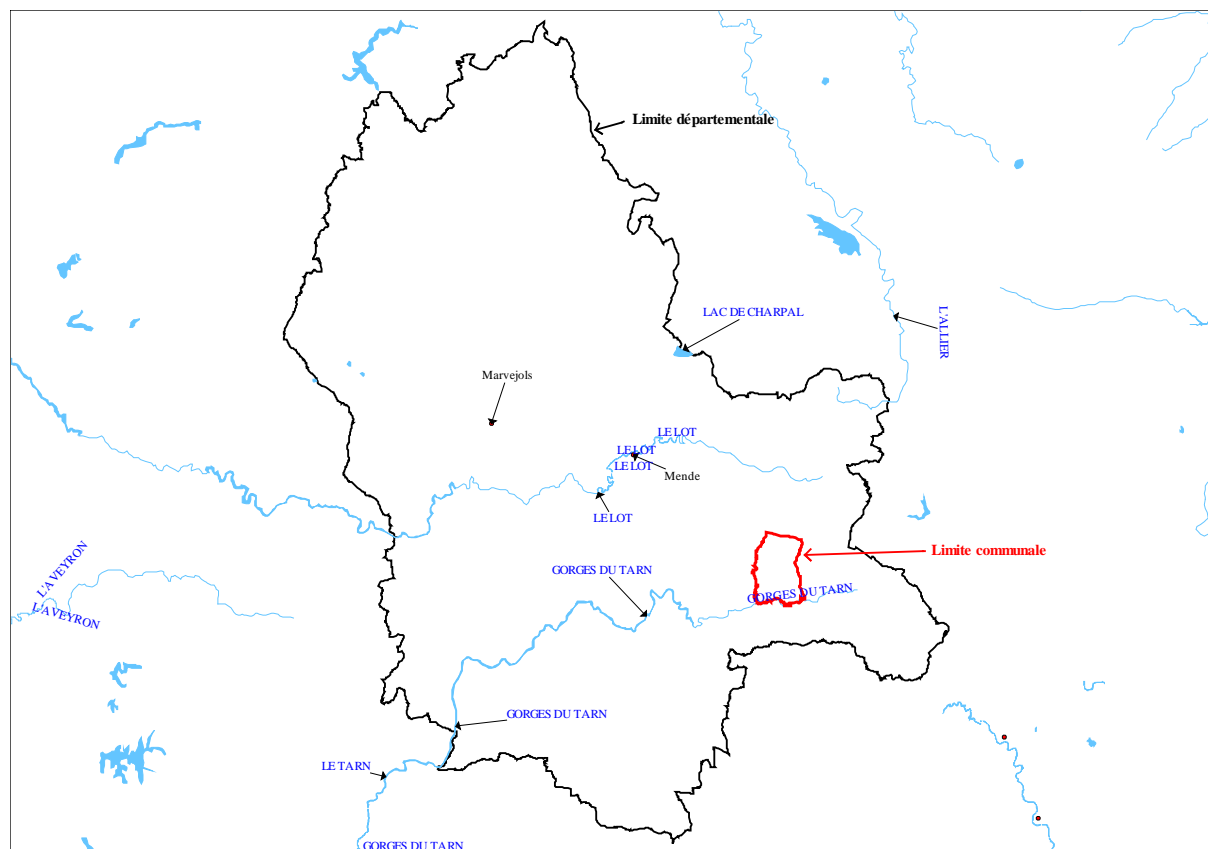 Limite départementale
LAC DE CHARPAL
L'ALLIER
Marvejols
LE LOT
LE LOT
LE LOT
Mende
LE LOT
Limite communale
L'AVEYRON
GORGES DU TARN
GORGES DU TARN
L'AVEYRON
GORGES DU TARN
LE TARN
GORGES DU TARN